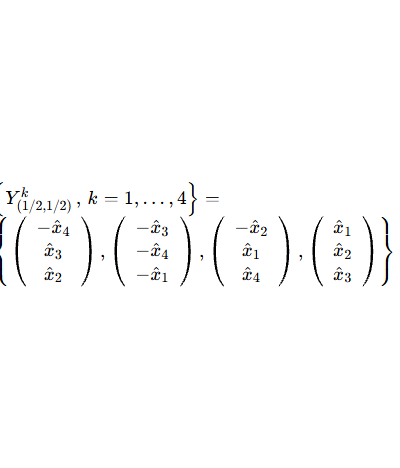 {Y^k_{(1/2,1/2)}, k = 1, …, 4} =
{(−x̂₄ x̂₃ x̂₂), (−x̂₃ −x̂₄ −x̂₁), (−x̂₂ x̂₁ x̂₄), (x̂₁ x̂₂ x̂₃)}